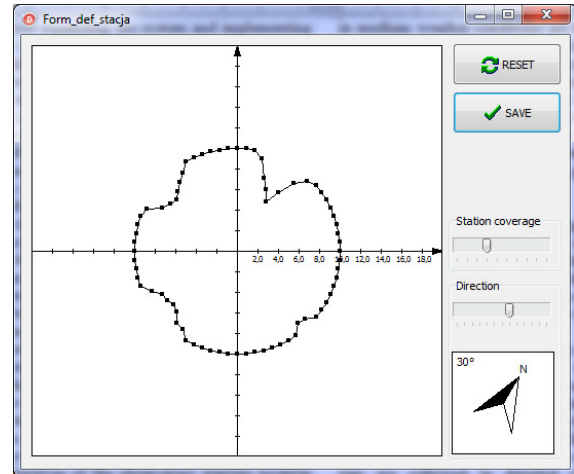 Form_def_stacja
RESET
SAVE
Station coverage
2,0 4,0 6,0 8,0 10,0 12,0 14,0 16,0 18,0
Direction
30°
N